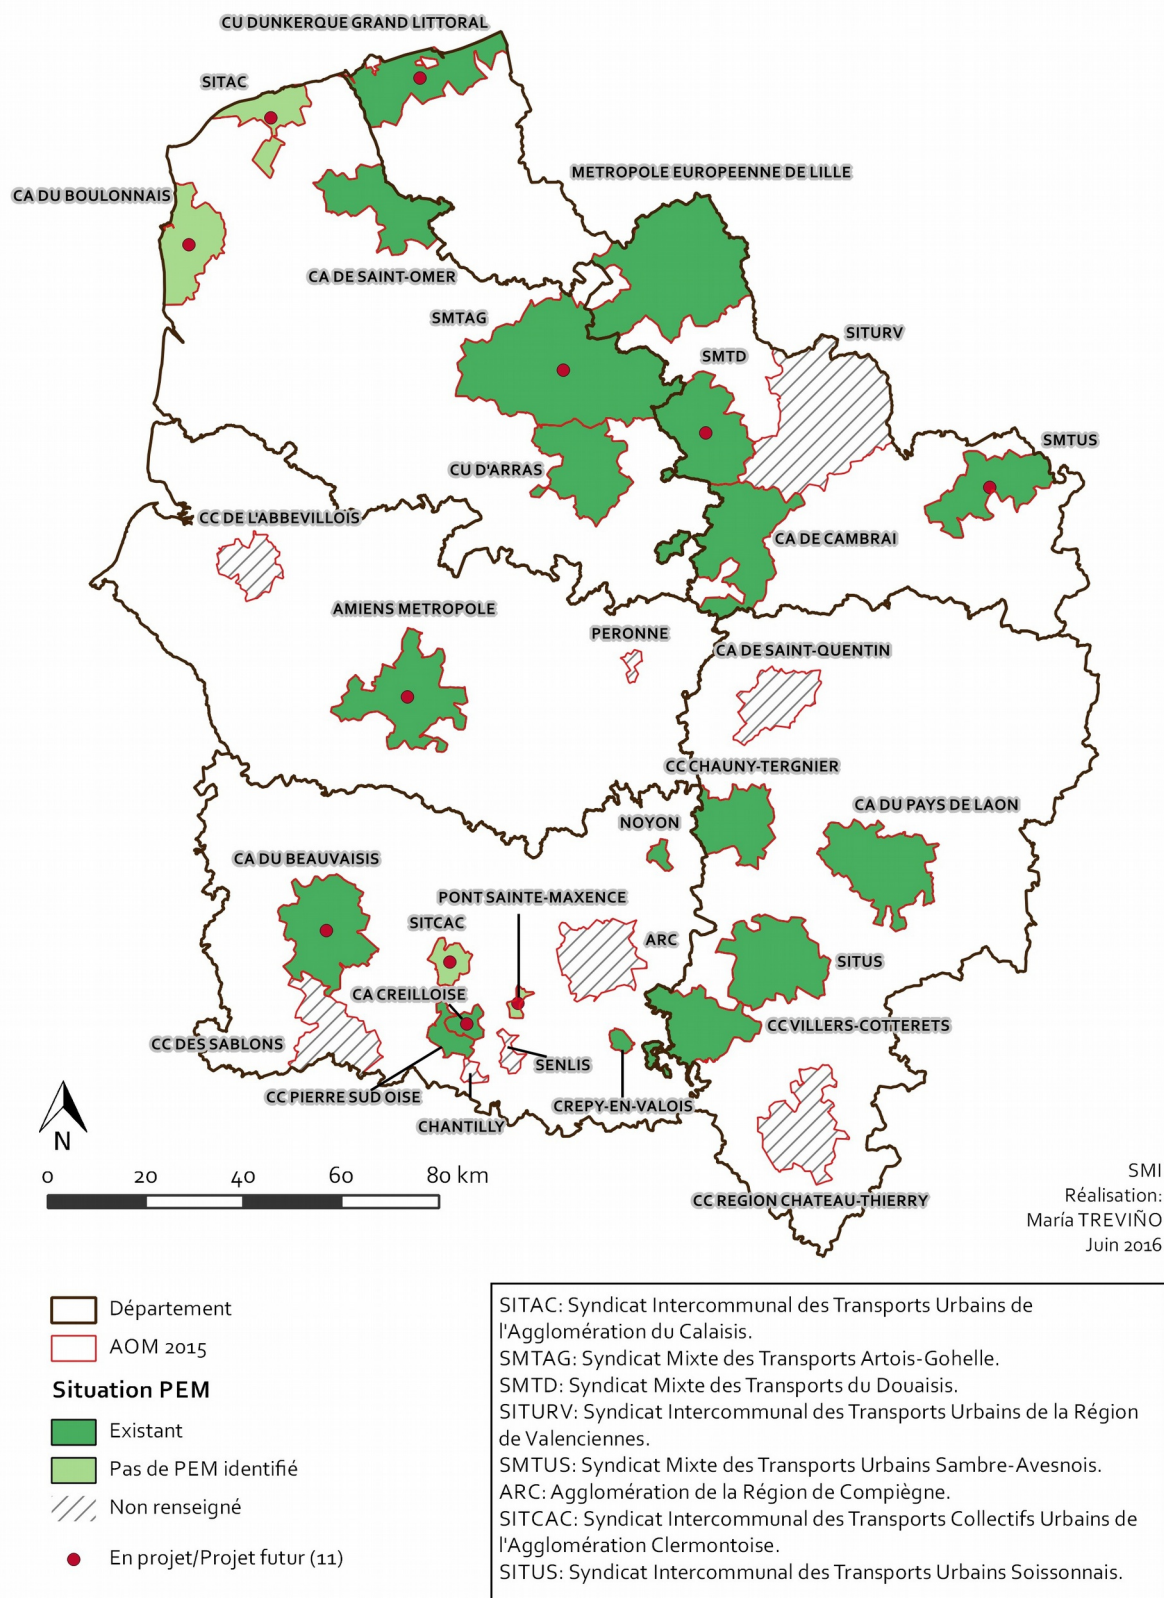 CU DUNKERQUE GRAND LITTORAL
SITAC
METROPOLE EUROPEENNE DE LILLE
CA DU BOULONNAIS
CA DE SAINT-OMER
SMTAG
SITURV
SMTD
SMTUS
CU D'ARRAS
CC DE L'ABBEVILLOIS
CA DE CAMBRAI
AMIENS METROPOLE
PERONNE
CA DE SAINT-QUENTIN
CC CHAUNY-TERGNIER
CA DU PAYS DE LAON
NOYON
CA DU BEAUVAISIS
PONT SAINTE-MAXENCE
SITCAC
ARC
SITUS
CA CREILLOISE
CC VILLERS-COTTERETS
CC DES SABLONS
SENLIS
CC PIERRE SUD OISE
CREPY-EN-VALOIS
CHANTILLY
CC REGION CHATEAU-THIERRY
N
0 20 40 60 80 km
SMI
Réalisation:
María TREVIÑO
Juin 2016
Département
AOM 2015
Situation PEM
Existant
Pas de PEM identifié
Non renseigné
En projet/Projet futur (11)
SITAC: Syndicat Intercommunal des Transports Urbains de
l'Agglomération du Calaisis.
SMTAG: Syndicat Mixte des Transports Artois-Gohelle.
SMTD: Syndicat Mixte des Transports du Douaisis.
SITURV: Syndicat Intercommunal des Transports Urbains de la Région
de Valenciennes.
SMTUS: Syndicat Mixte des Transports Urbains Sambre-Avesnois.
ARC: Agglomération de la Région de Compiègne.
SITCAC: Syndicat Intercommunal des Transports Collectifs Urbains de
l'Agglomération Clermontoise.
SITUS: Syndicat Intercommunal des Transports Urbains Soissonnais.